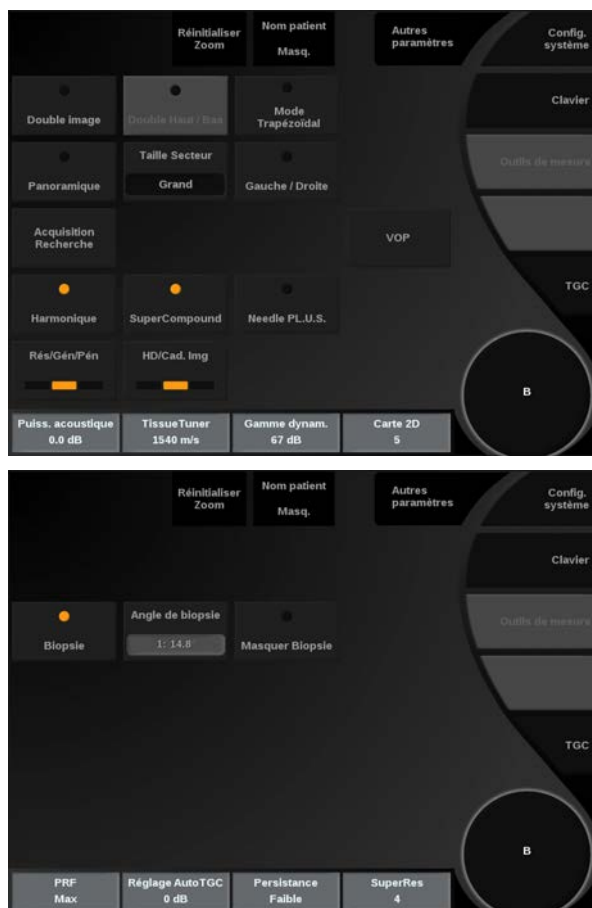 Réinitialiser Zoom
Nom patient
Masq.
Autres paramètres
Config. système
Clavier
Double image
Double Haut / Bas
Mode Trapézoïdal
Outils de mesure
Panoramique
Taille Secteur
Grand
Gauche / Droite
Acquisition Recherche
VOP
TGC
Harmonique
SuperCompound
Needle PL.U.S.
Rés/Gén/Pén
HD/Cad. Img
B
Puiss. acoustique
0.0 dB
TissueTuner
1540 m/s
Gamme dynam.
67 dB
Carte 2D
5
Réinitialiser Zoom
Nom patient
Masq.
Autres paramètres
Config. système
Clavier
Biopsie
Angle de biopsie
1: 14.8°
Masquer Biopsie
Outils de mesure
TGC
B
PRF
Max
Réglage AutoTGC
0 dB
Persistance
Faible
SuperRes
4